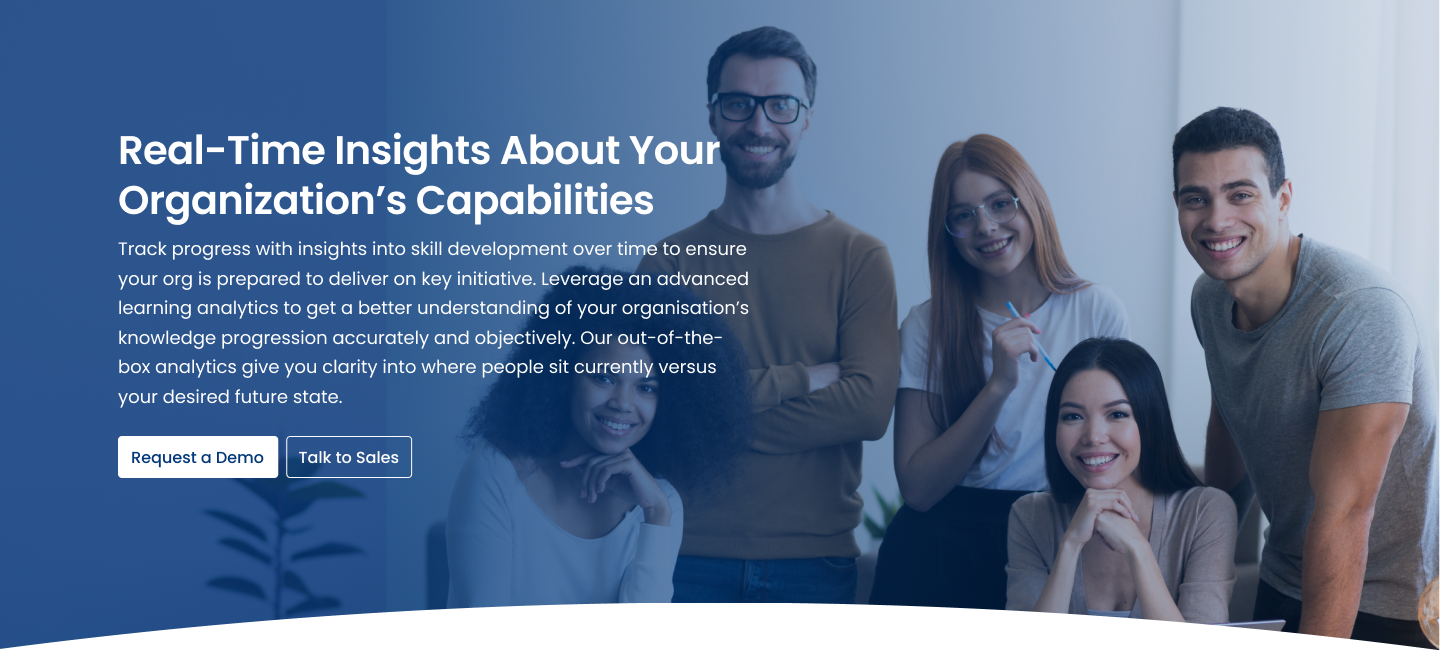 Real-Time Insights About Your
Organization’s Capabilities
Track progress with insights into skill development over time to ensure
your org is prepared to deliver on key initiative. Leverage an advanced
learning analytics to get a better understanding of your organisation’s
knowledge progression accurately and objectively. Our out-of-the-
box analytics give you clarity into where people sit currently versus
your desired future state.
Request a Demo
Talk to Sales